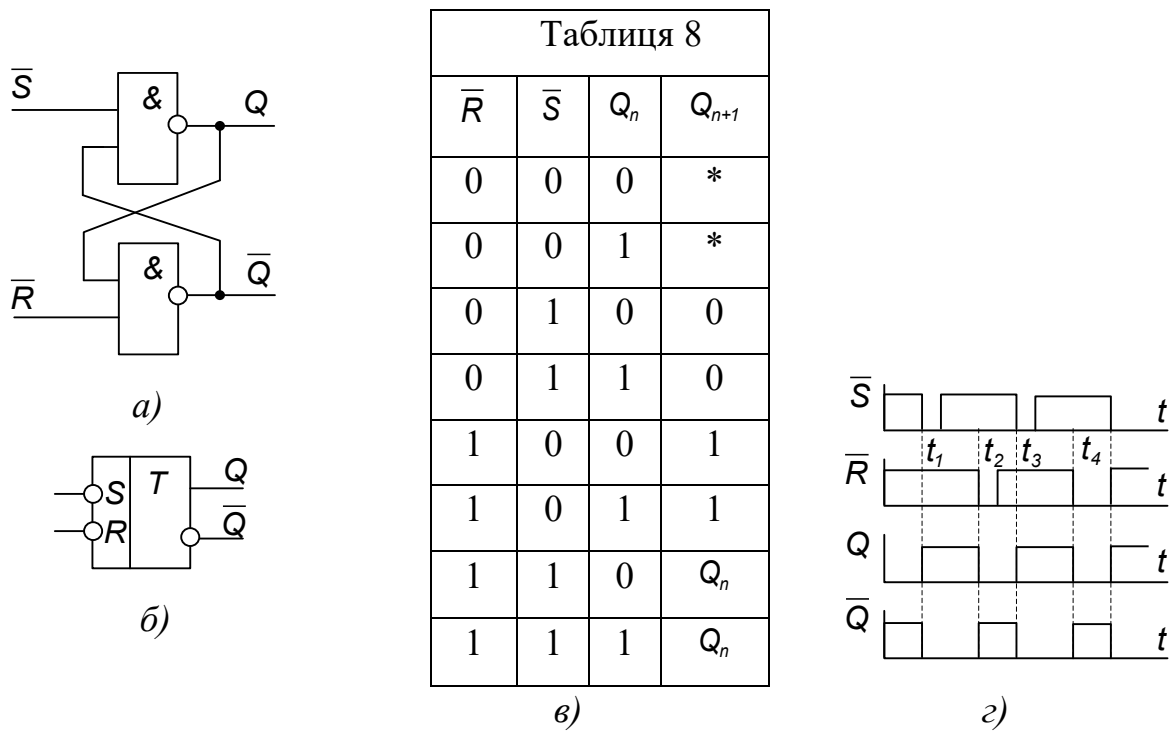 S̅
&
Q
R̅
&
Q̅
а)
S T Q
R Q̅
б)
Таблиця 8
R̅ S̅ Qn Qn+1
0 0 0 *
0 0 1 *
0 1 0 0
0 1 1 0
1 0 0 1
1 0 1 1
1 1 0 Qn
1 1 1 Qn
в)
S̅ t
t1 t2 t3 t4
R̅ t
Q t
Q̅ t
г)